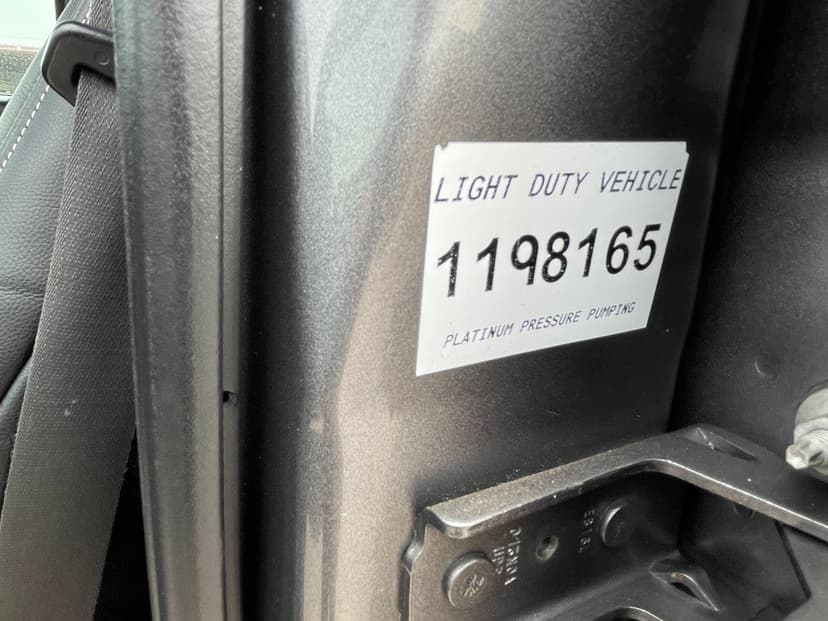 LIGHT DUTY VEHICLE
1198165
PLATINUM PRESSURE PUMPING